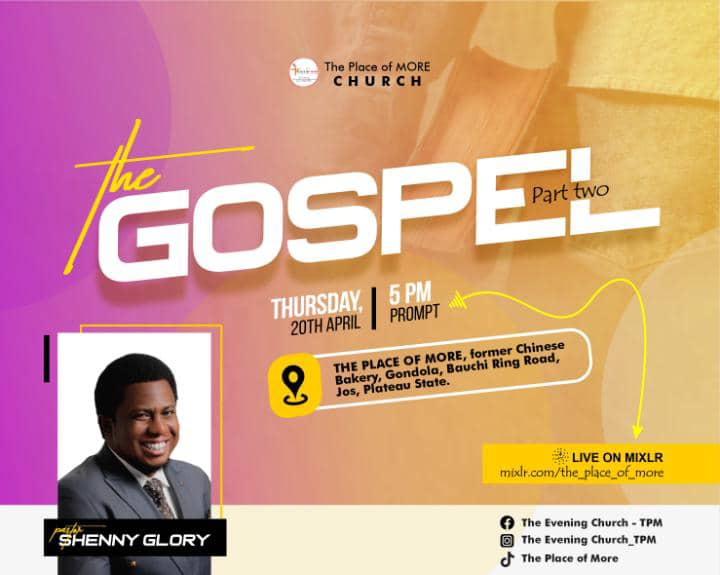 The Place of MORE
CHURCH
The
GOSPEL
Part two
THURSDAY,
20TH APRIL
5 PM
PROMPT
THE PLACE OF MORE, former Chinese
Bakery, Gondola, Bauchi Ring Road,
Jos, Plateau State.
LIVE ON MIXLR
mixlr.com/the_place_of_more
pastor
SHENNY GLORY
The Evening Church - TPM
The Evening Church_TPM
The Place of More